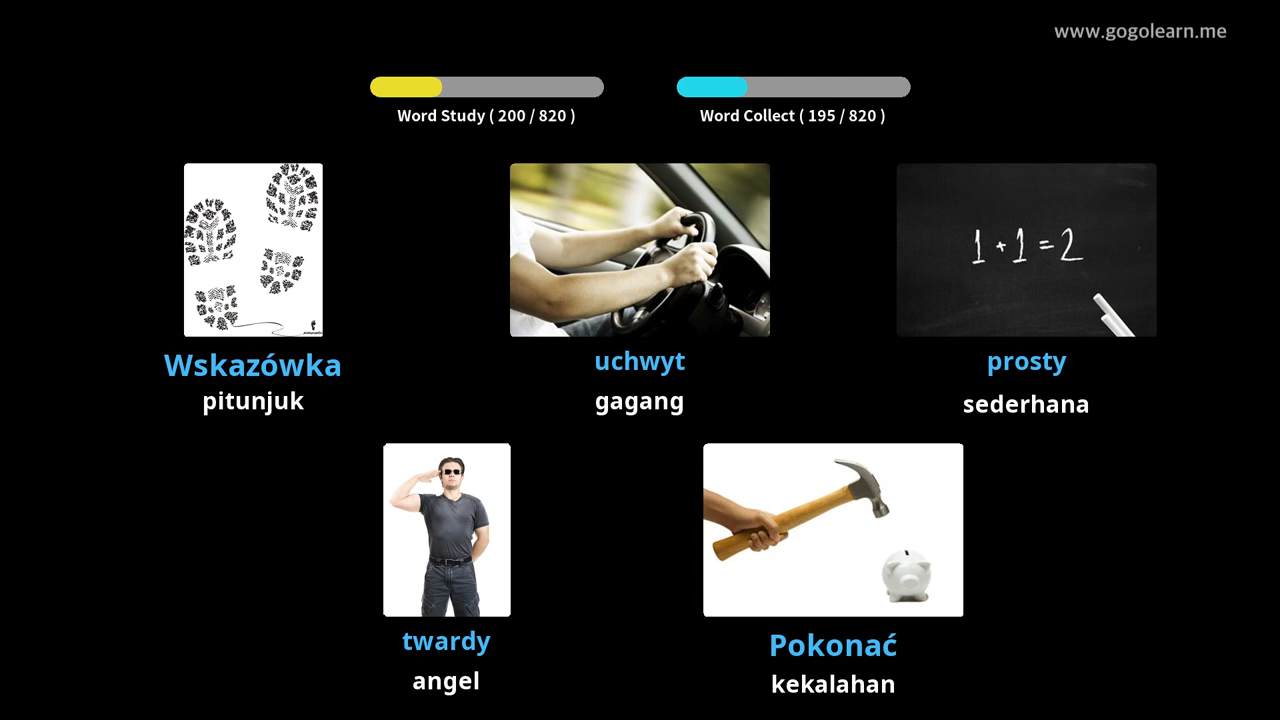 www.gogolearn.me
Word Study ( 200 / 820 )
Word Collect ( 195 / 820 )
1 + 1 = 2
Wskazówka
pitunjuk
uchwyt
gagang
prosty
sederhana
twardy
angel
Pokonać
kekalahan